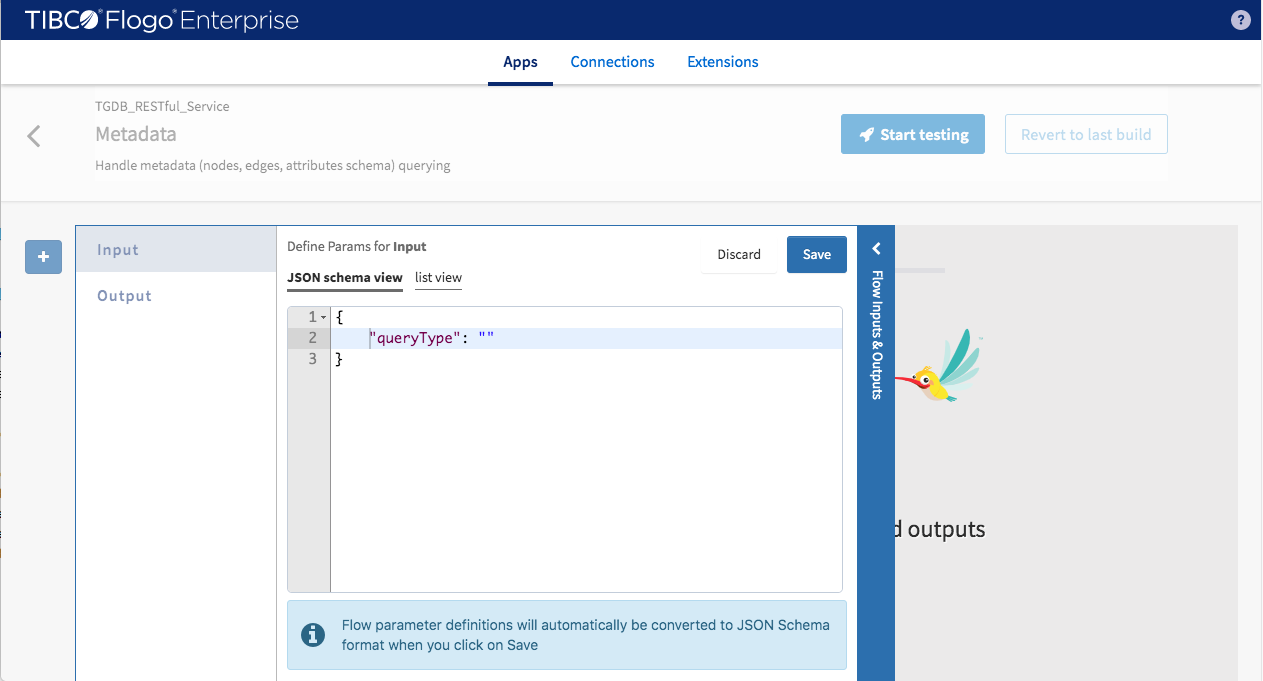 TIBCO® Flogo® Enterprise
?
Apps Connections Extensions
TGDB_RESTful_Service
Metadata
Handle metadata (nodes, edges, attributes schema) querying
Start testing
Revert to last build
+
Input
Output
Define Params for Input
Discard
Save
JSON schema view list view
1 {
2 "queryType": ""
3 }
Flow parameter definitions will automatically be converted to JSON Schema
format when you click on Save
Flow Inputs & Outputs
outputs